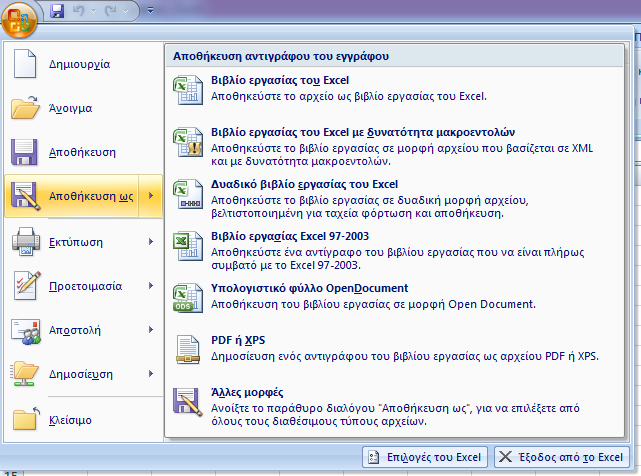 Δημιουργία
Άνοιγμα
Αποθήκευση
Αποθήκευση ως
Εκτύπωση
Προετοιμασία
Αποστολή
Δημοσίευση
Κλείσιμο
Αποθήκευση αντιγράφου του εγγράφου
Βιβλίο εργασίας του Excel
Αποθηκεύστε το αρχείο ως βιβλίο εργασίας του Excel.
Βιβλίο εργασίας του Excel με δυνατότητα μακροεντολών
Αποθηκεύστε το βιβλίο εργασίας σε μορφή αρχείου που βασίζεται σε XML
και με δυνατότητα μακροεντολών.
Δυαδικό βιβλίο εργασίας του Excel
Αποθηκεύστε το βιβλίο εργασίας σε δυαδική μορφή αρχείου,
βελτιστοποιημένη για ταχεία φόρτωση και αποθήκευση.
Βιβλίο εργασίας Excel 97-2003
Αποθηκεύστε ένα αντίγραφο του βιβλίου εργασίας που να είναι πλήρως
συμβατό με το Excel 97-2003.
Υπολογιστικό φύλλο OpenDocument
Αποθήκευση του βιβλίου εργασίας σε μορφή Open Document.
PDF ή XPS
Δημοσίευση ενός αντιγράφου του βιβλίου εργασίας ως αρχείου PDF ή XPS.
Άλλες μορφές
Ανοίξτε το παράθυρο διαλόγου "Αποθήκευση ως", για να επιλέξετε από
όλους τους διαθέσιμους τύπους αρχείων.
Επιλογές του Excel
Έξοδος από το Excel
15